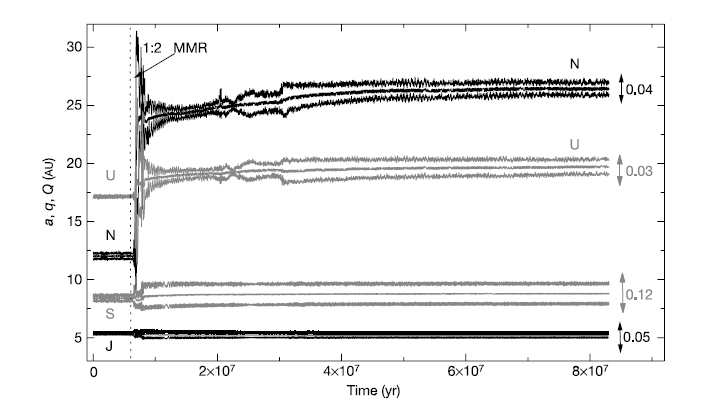 30
25
20
15
10
5
a, q, Q (AU)
1:2 MMR
N
0.04
U
U
0.03
N
S
0.12
J
0.05
0 2×10⁷ 4×10⁷ 6×10⁷ 8×10⁷
Time (yr)